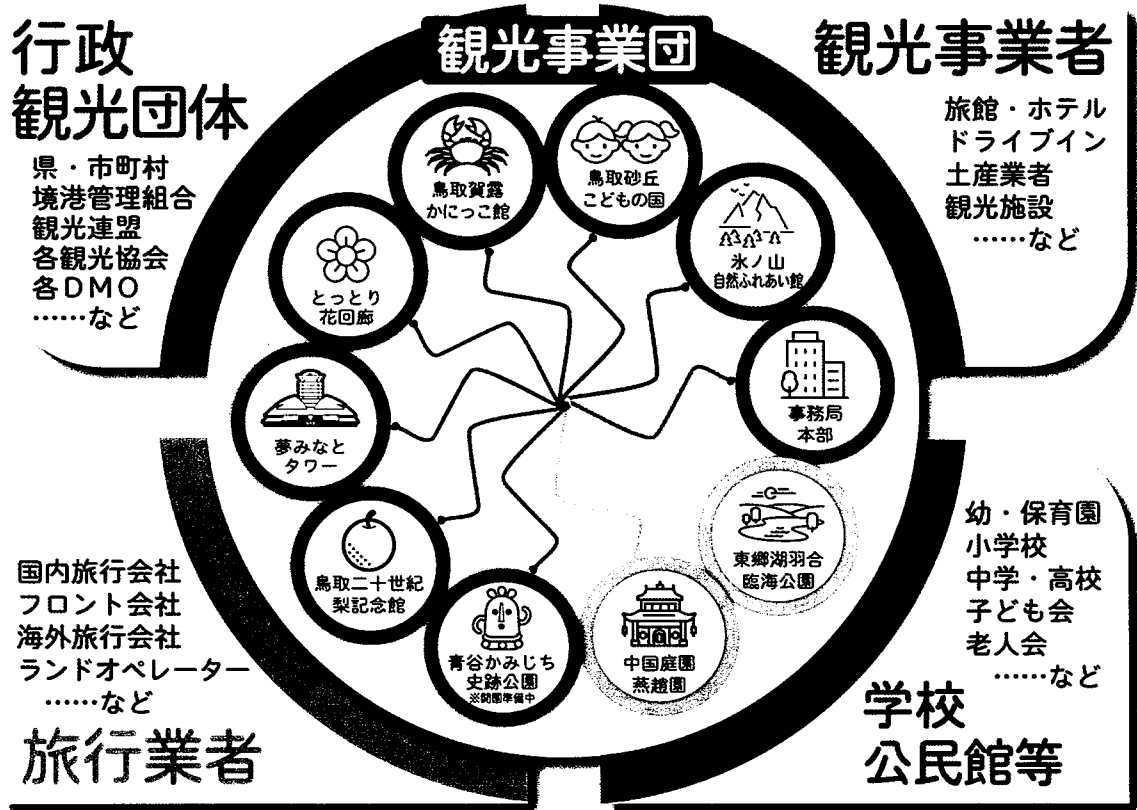 行政
観光団体
県・市町村
境港管理組合
観光連盟
各観光協会
各DMO
……など
観光事業団
観光事業者
旅館・ホテル
ドライブイン
土産業者
観光施設
……など
鳥取賀露
かにっこ館
鳥取砂丘
こどもの国
氷ノ山
自然ふれあい館
とっとり
花回廊
事務局
本部
夢みなと
タワー
東郷湖羽合
臨海公園
鳥取二十世紀
梨記念館
中国庭園
燕趙園
青谷かみじち
史跡公園
※開園準備中
国内旅行会社
フロント会社
海外旅行会社
ランドオペレーター
……など
旅行業者
幼・保育園
小学校
中学・高校
子ども会
老人会
……など
学校
公民館等